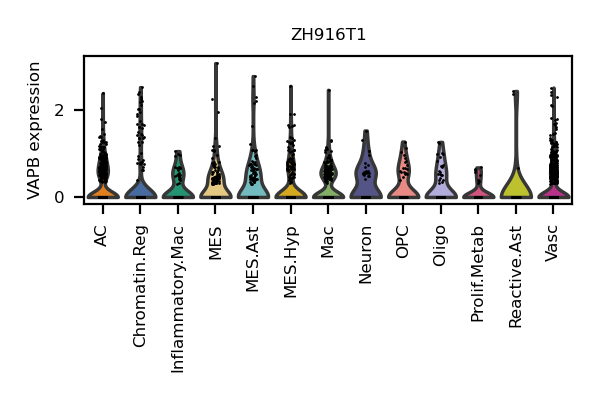 ZH916T1
VAPB expression
2
0
AC
Chromatin.Reg
Inflammatory.Mac
MES
MES.Ast
MES.Hyp
Mac
Neuron
OPC
Oligo
Prolif.Metab
Reactive.Ast
Vasc